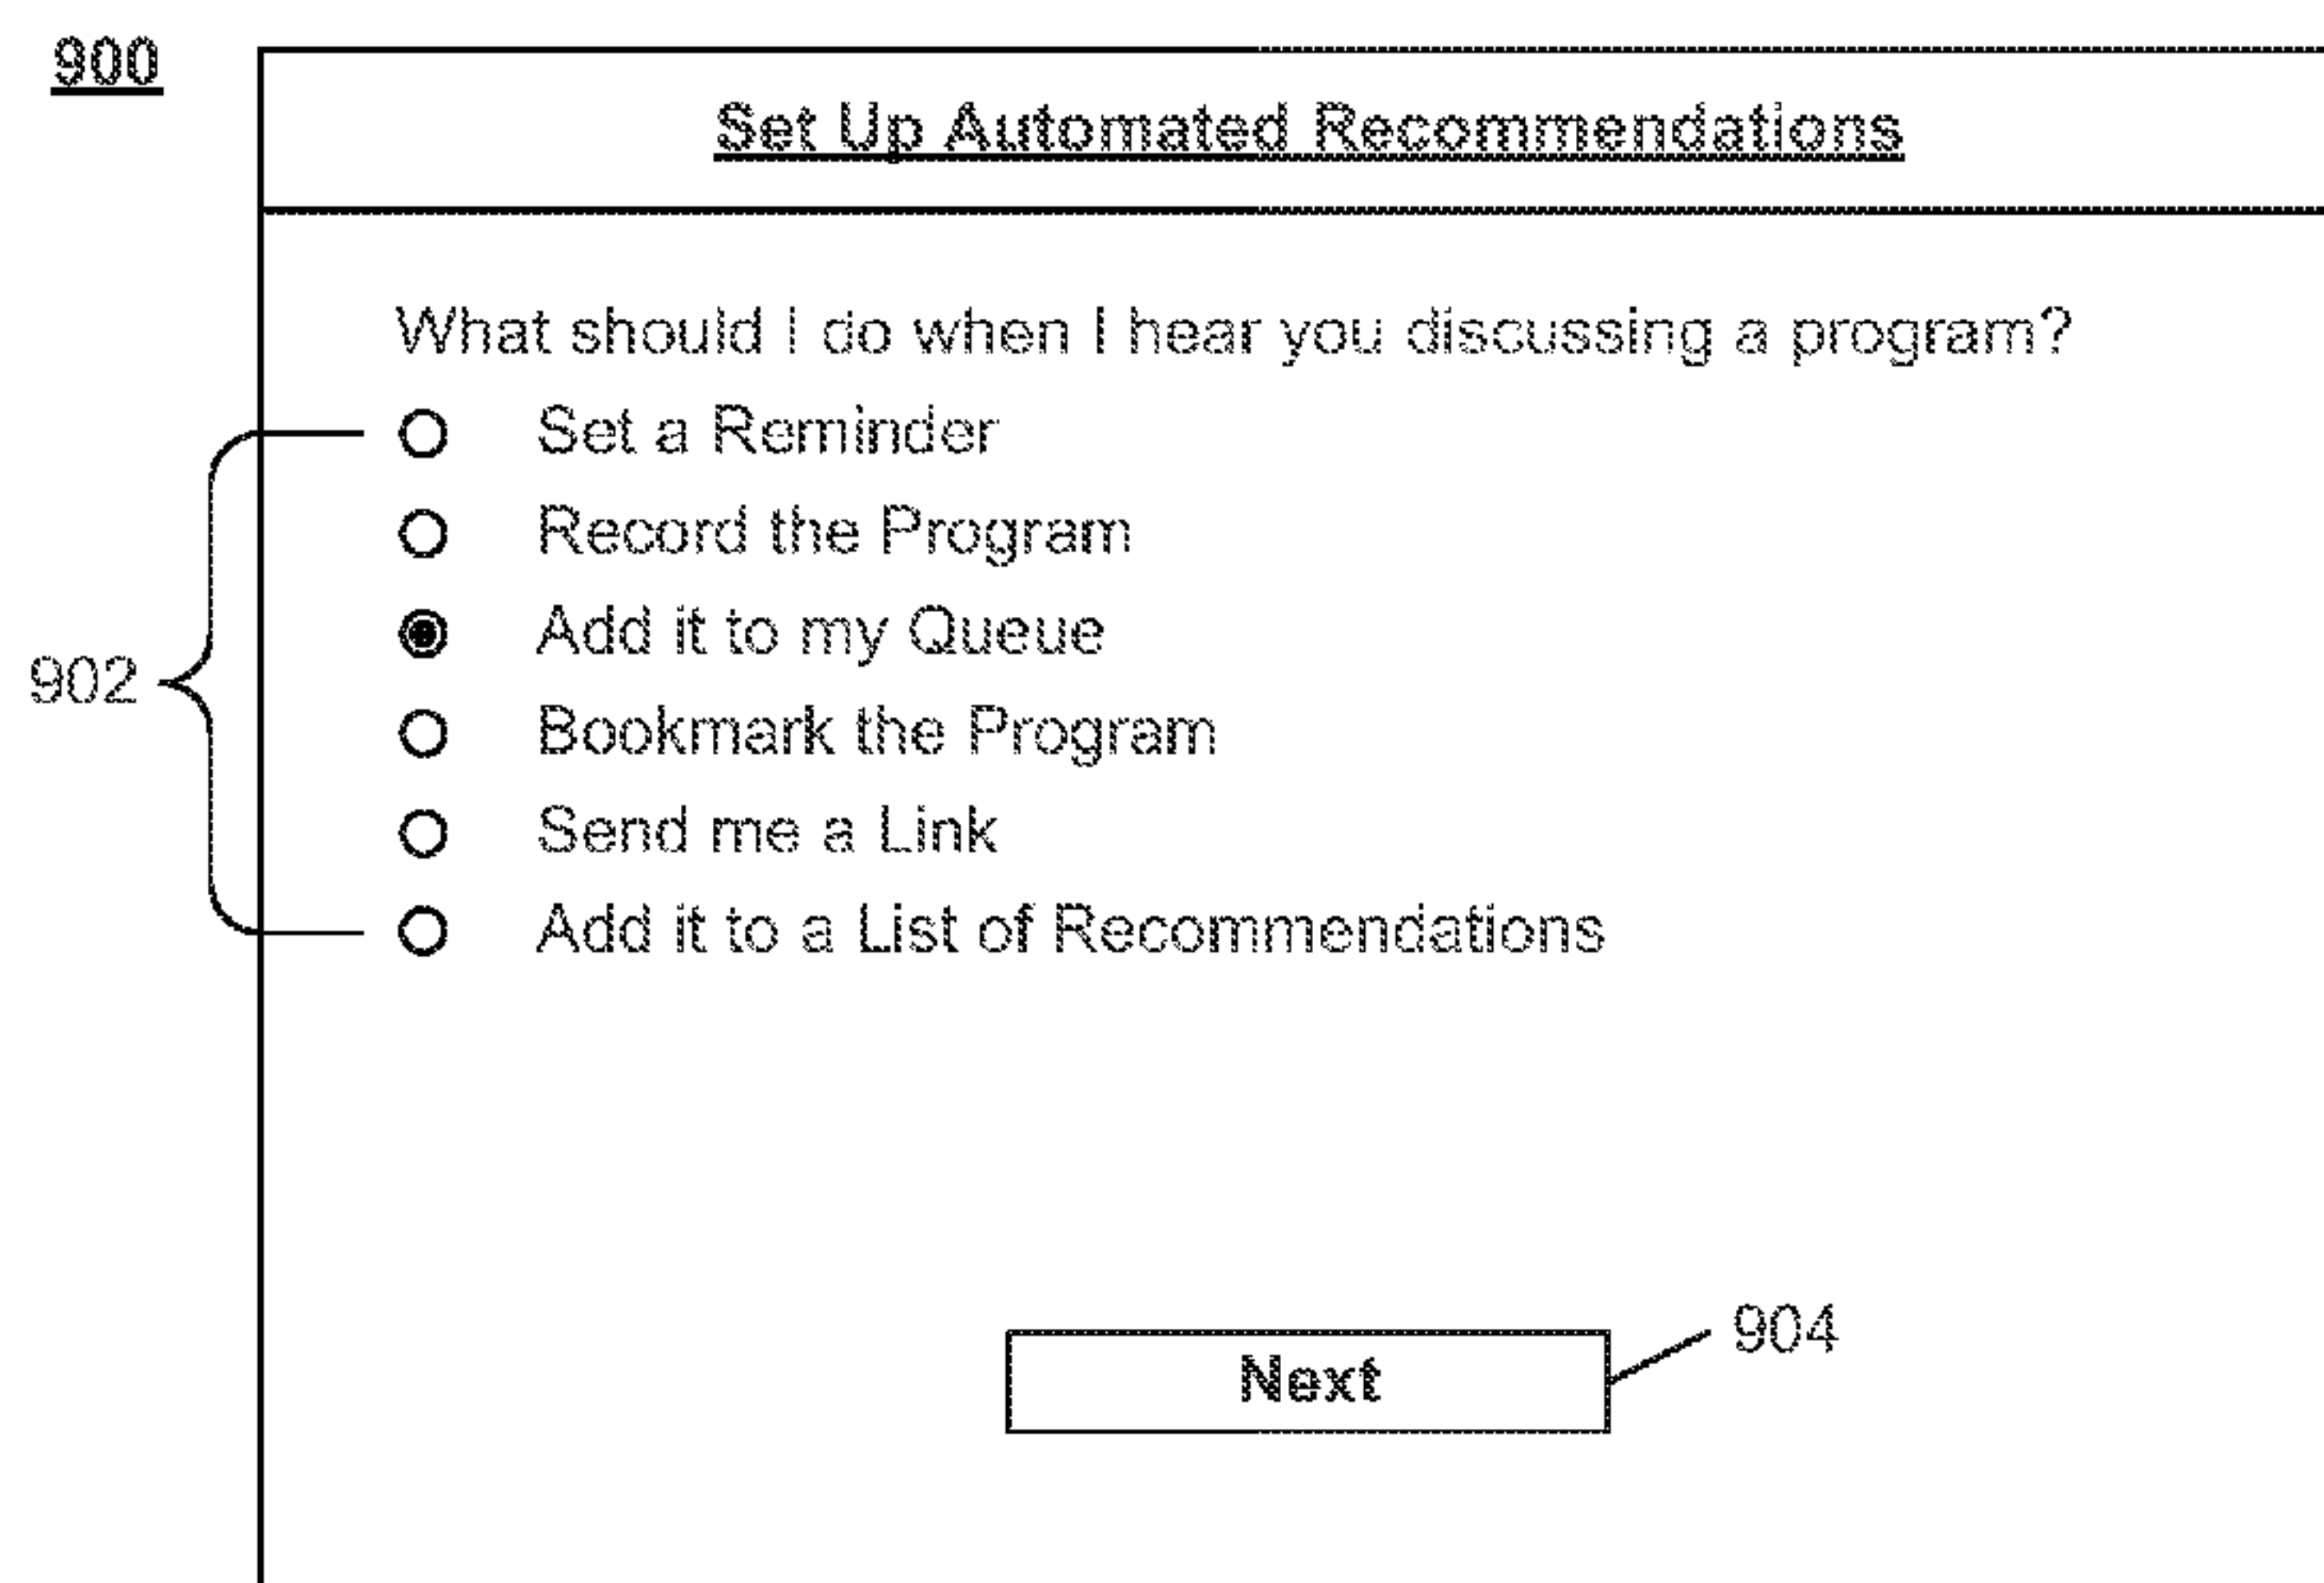 900
Set Up Automated Recommendations
What should I do when I hear you discussing a program?
Set a Reminder
Record the Program
Add it to my Queue
902
Bookmark the Program
Send me a Link
Add it to a List of Recommendations
904
Next